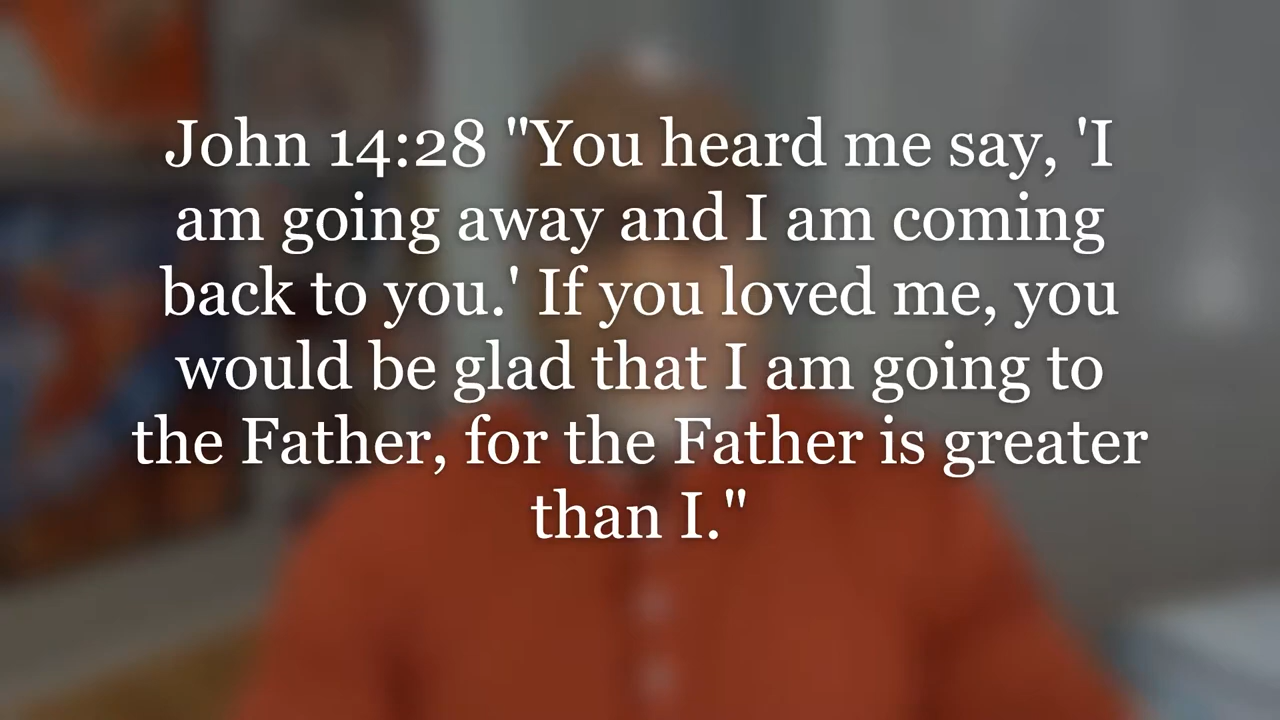 John 14:28 "You heard me say, 'I
am going away and I am coming
back to you.' If you loved me, you
would be glad that I am going to
the Father, for the Father is greater
than I."